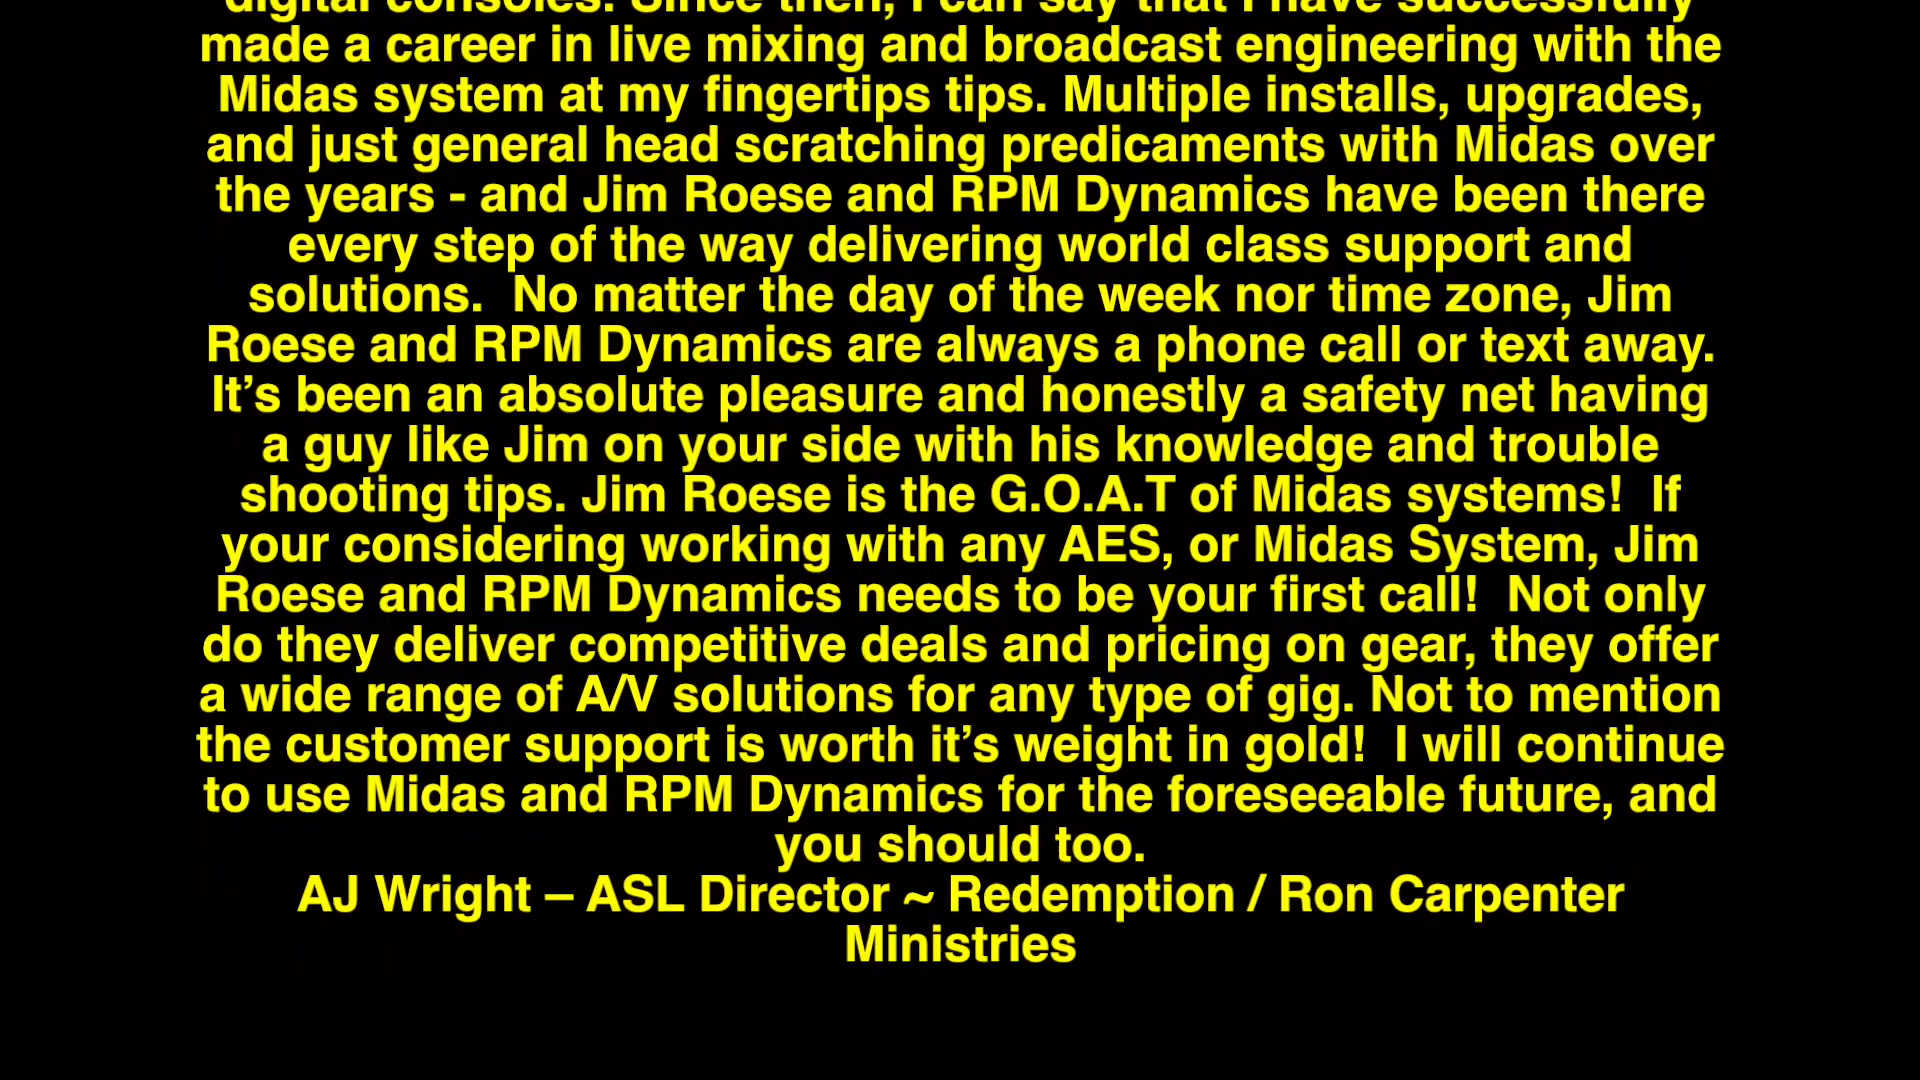 digital consoles. Since then, I can say that I have successfully
made a career in live mixing and broadcast engineering with the
Midas system at my fingertips tips. Multiple installs, upgrades,
and just general head scratching predicaments with Midas over
the years - and Jim Roese and RPM Dynamics have been there
every step of the way delivering world class support and
solutions.  No matter the day of the week nor time zone, Jim
Roese and RPM Dynamics are always a phone call or text away.
It’s been an absolute pleasure and honestly a safety net having
a guy like Jim on your side with his knowledge and trouble
shooting tips. Jim Roese is the G.O.A.T of Midas systems!  If
your considering working with any AES, or Midas System, Jim
Roese and RPM Dynamics needs to be your first call!  Not only
do they deliver competitive deals and pricing on gear, they offer
a wide range of A/V solutions for any type of gig. Not to mention
the customer support is worth it’s weight in gold!  I will continue
to use Midas and RPM Dynamics for the foreseeable future, and
you should too.
AJ Wright – ASL Director ~ Redemption / Ron Carpenter
Ministries